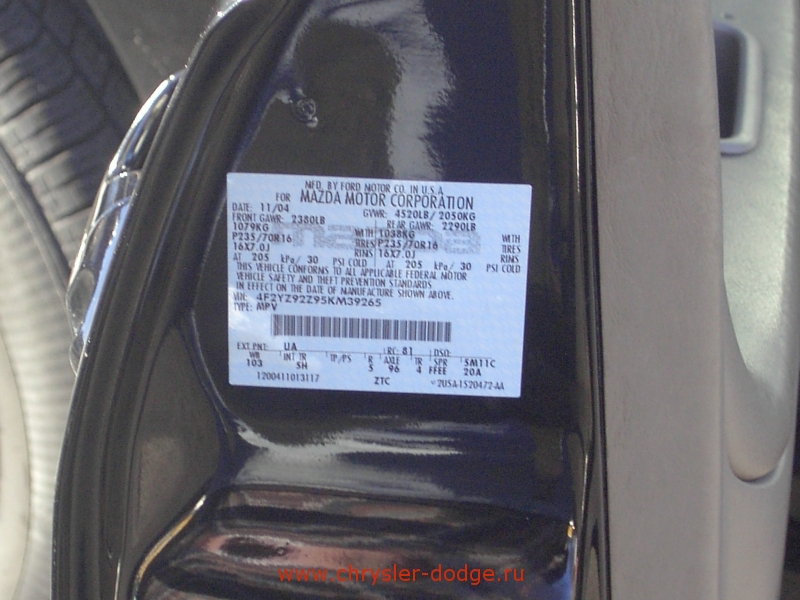 MFD. BY FORD MOTOR CO. IN U.S.A.
FOR MAZDA MOTOR CORPORATION
DATE: 11/04 GVWR: 4520LB/ 2050KG
FRONT GAWR: 2380LB REAR GAWR: 2290LB
1079KG WITH 1038KG WITH
P235/70R16 TIRES P235/70R16 TIRES
16X7.0J RIMS 16X7.0J RIMS
AT 205 kPa/ 30 PSI COLD AT 205 kPa/ 30 PSI COLD
THIS VEHICLE CONFORMS TO ALL APPLICABLE FEDERAL MOTOR
VEHICLE SAFETY AND THEFT PREVENTION STANDARDS
IN EFFECT ON THE DATE OF MANUFACTURE SHOWN ABOVE.
VIN: 4F2YZ92Z95KM39265
TYPE: MPV
EXT PNT: UA RC: 81 DSO:
WB INT TR TP/PS R AXLE TR SPR 5M11C
103 5H 5 96 4 FFEE 20A
1200411013117 ZTC 2U5A-1520472-AA
www.chrysler-dodge.ru